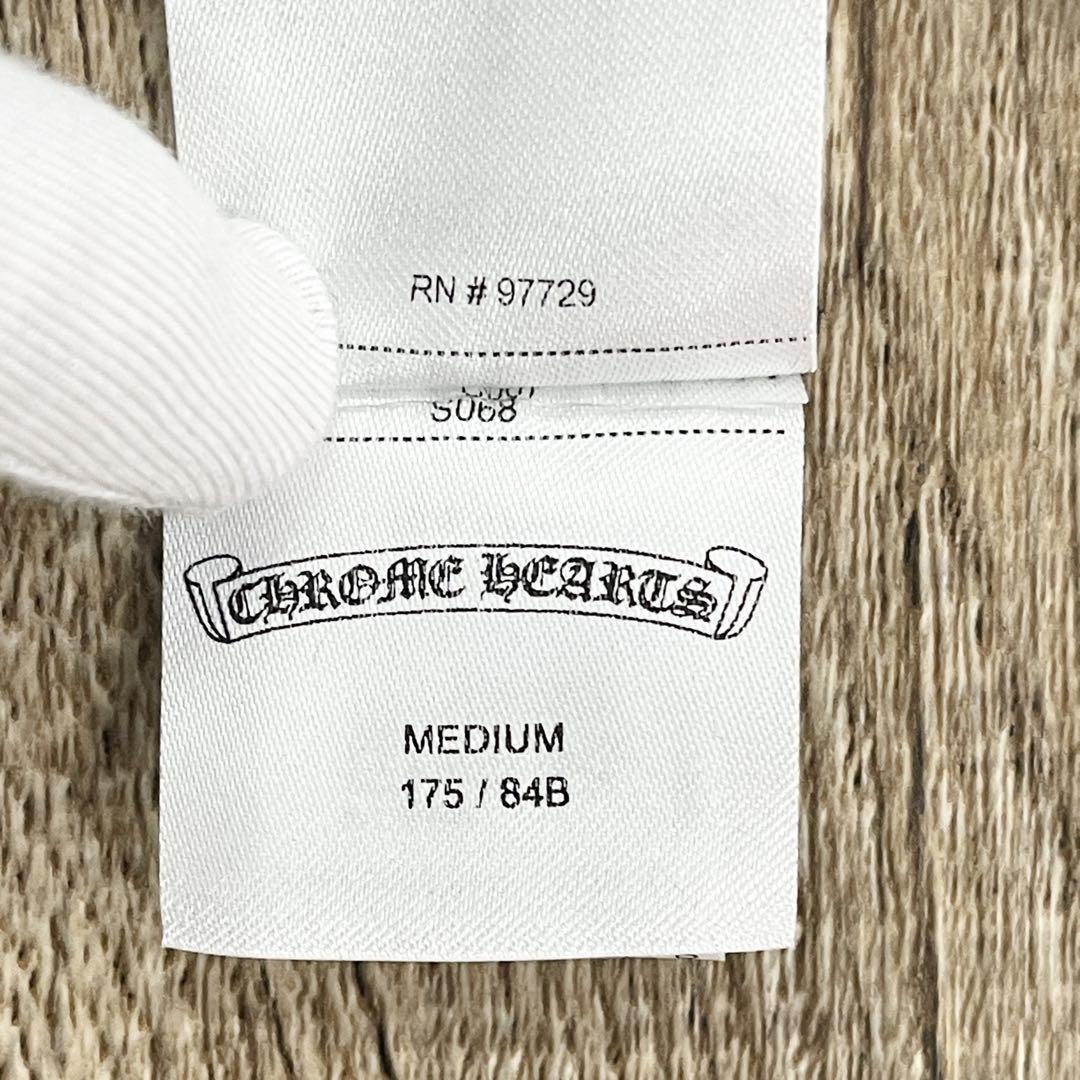 RN # 97729
S068
CHROME HEARTS
MEDIUM
175 / 84B